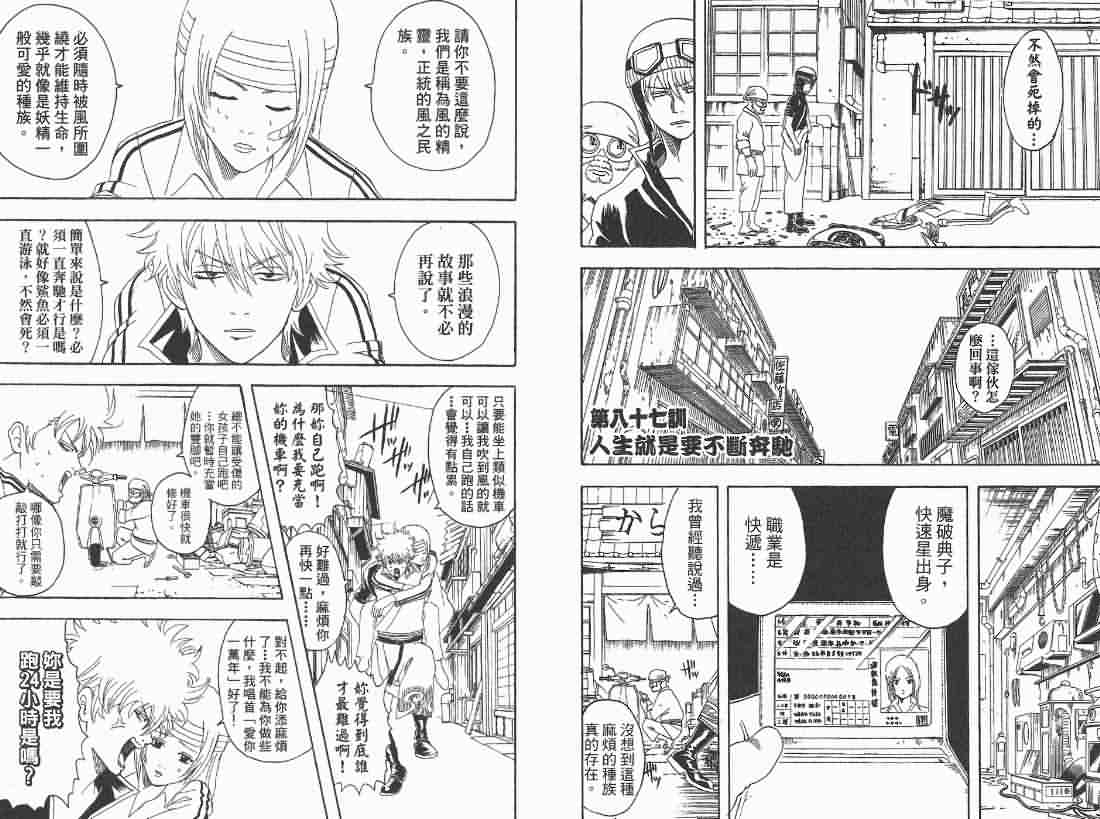 不然會死掉的…
…這傢伙怎
麼回事啊？
第八十七訓
人生就是要不斷奔馳
魔破典子，
快速星出身。
職業是
快遞……
我曾經聽說過…
から
沒想到這種
麻煩的種族
真的存在。
請你不要這麼說，
我們是稱為風的精
靈，正統的風之民
族。
必須隨時被風所圍
繞才能維持生命，
幾乎就像是妖精一
般可愛的種族。
那些浪漫的
故事就不必
再說了。
簡單來說是什麼？必
須一直奔馳才行是嗎
？就好像鯊魚必須一
直游泳，不然會死？
只要能坐上類似機車
可以讓我吹到風的就
可以…我自己跑的話
…會覺得有點累。
那妳自己跑啊！
為什麼我要充當
妳的機車啊？
好難過，麻煩你
再快一點……
妳覺得到底誰
才最難過啊！
總不能讓受傷的
女孩子自己跑吧
…你就暫時充當
她的雙腳吧。
機車很快就
修好了。
哪像你只需要敲
敲打打就行了。
對不起，給你添麻煩
了…我不能為你做些
什麼，我唱首「愛你
一萬年」好了！
妳是要我
跑24小時是嗎？